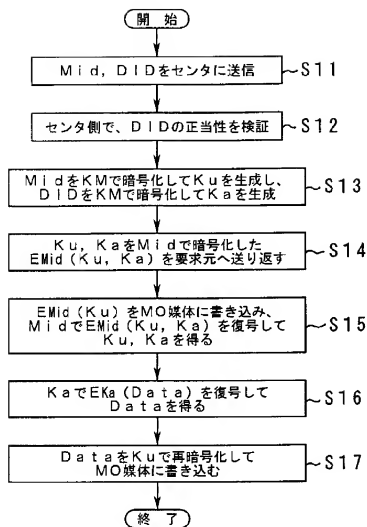 開 始
Mid,DIDをセンタに送信
S11
センタ側で、DIDの正当性を検証
S12
MidをKMで暗号化してKuを生成し、
DIDをKMで暗号化してKaを生成
S13
Ku,KaをMidで暗号化した
EMid(Ku,Ka)を要求元へ送り返す
S14
EMid(Ku)をMO媒体に書き込み、
MidでEMid(Ku,Ka)を復号して
Ku,Kaを得る
S15
KaでEKa(Data)を復号して
Dataを得る
S16
DataをKuで再暗号化して
MO媒体に書き込む
S17
終 了